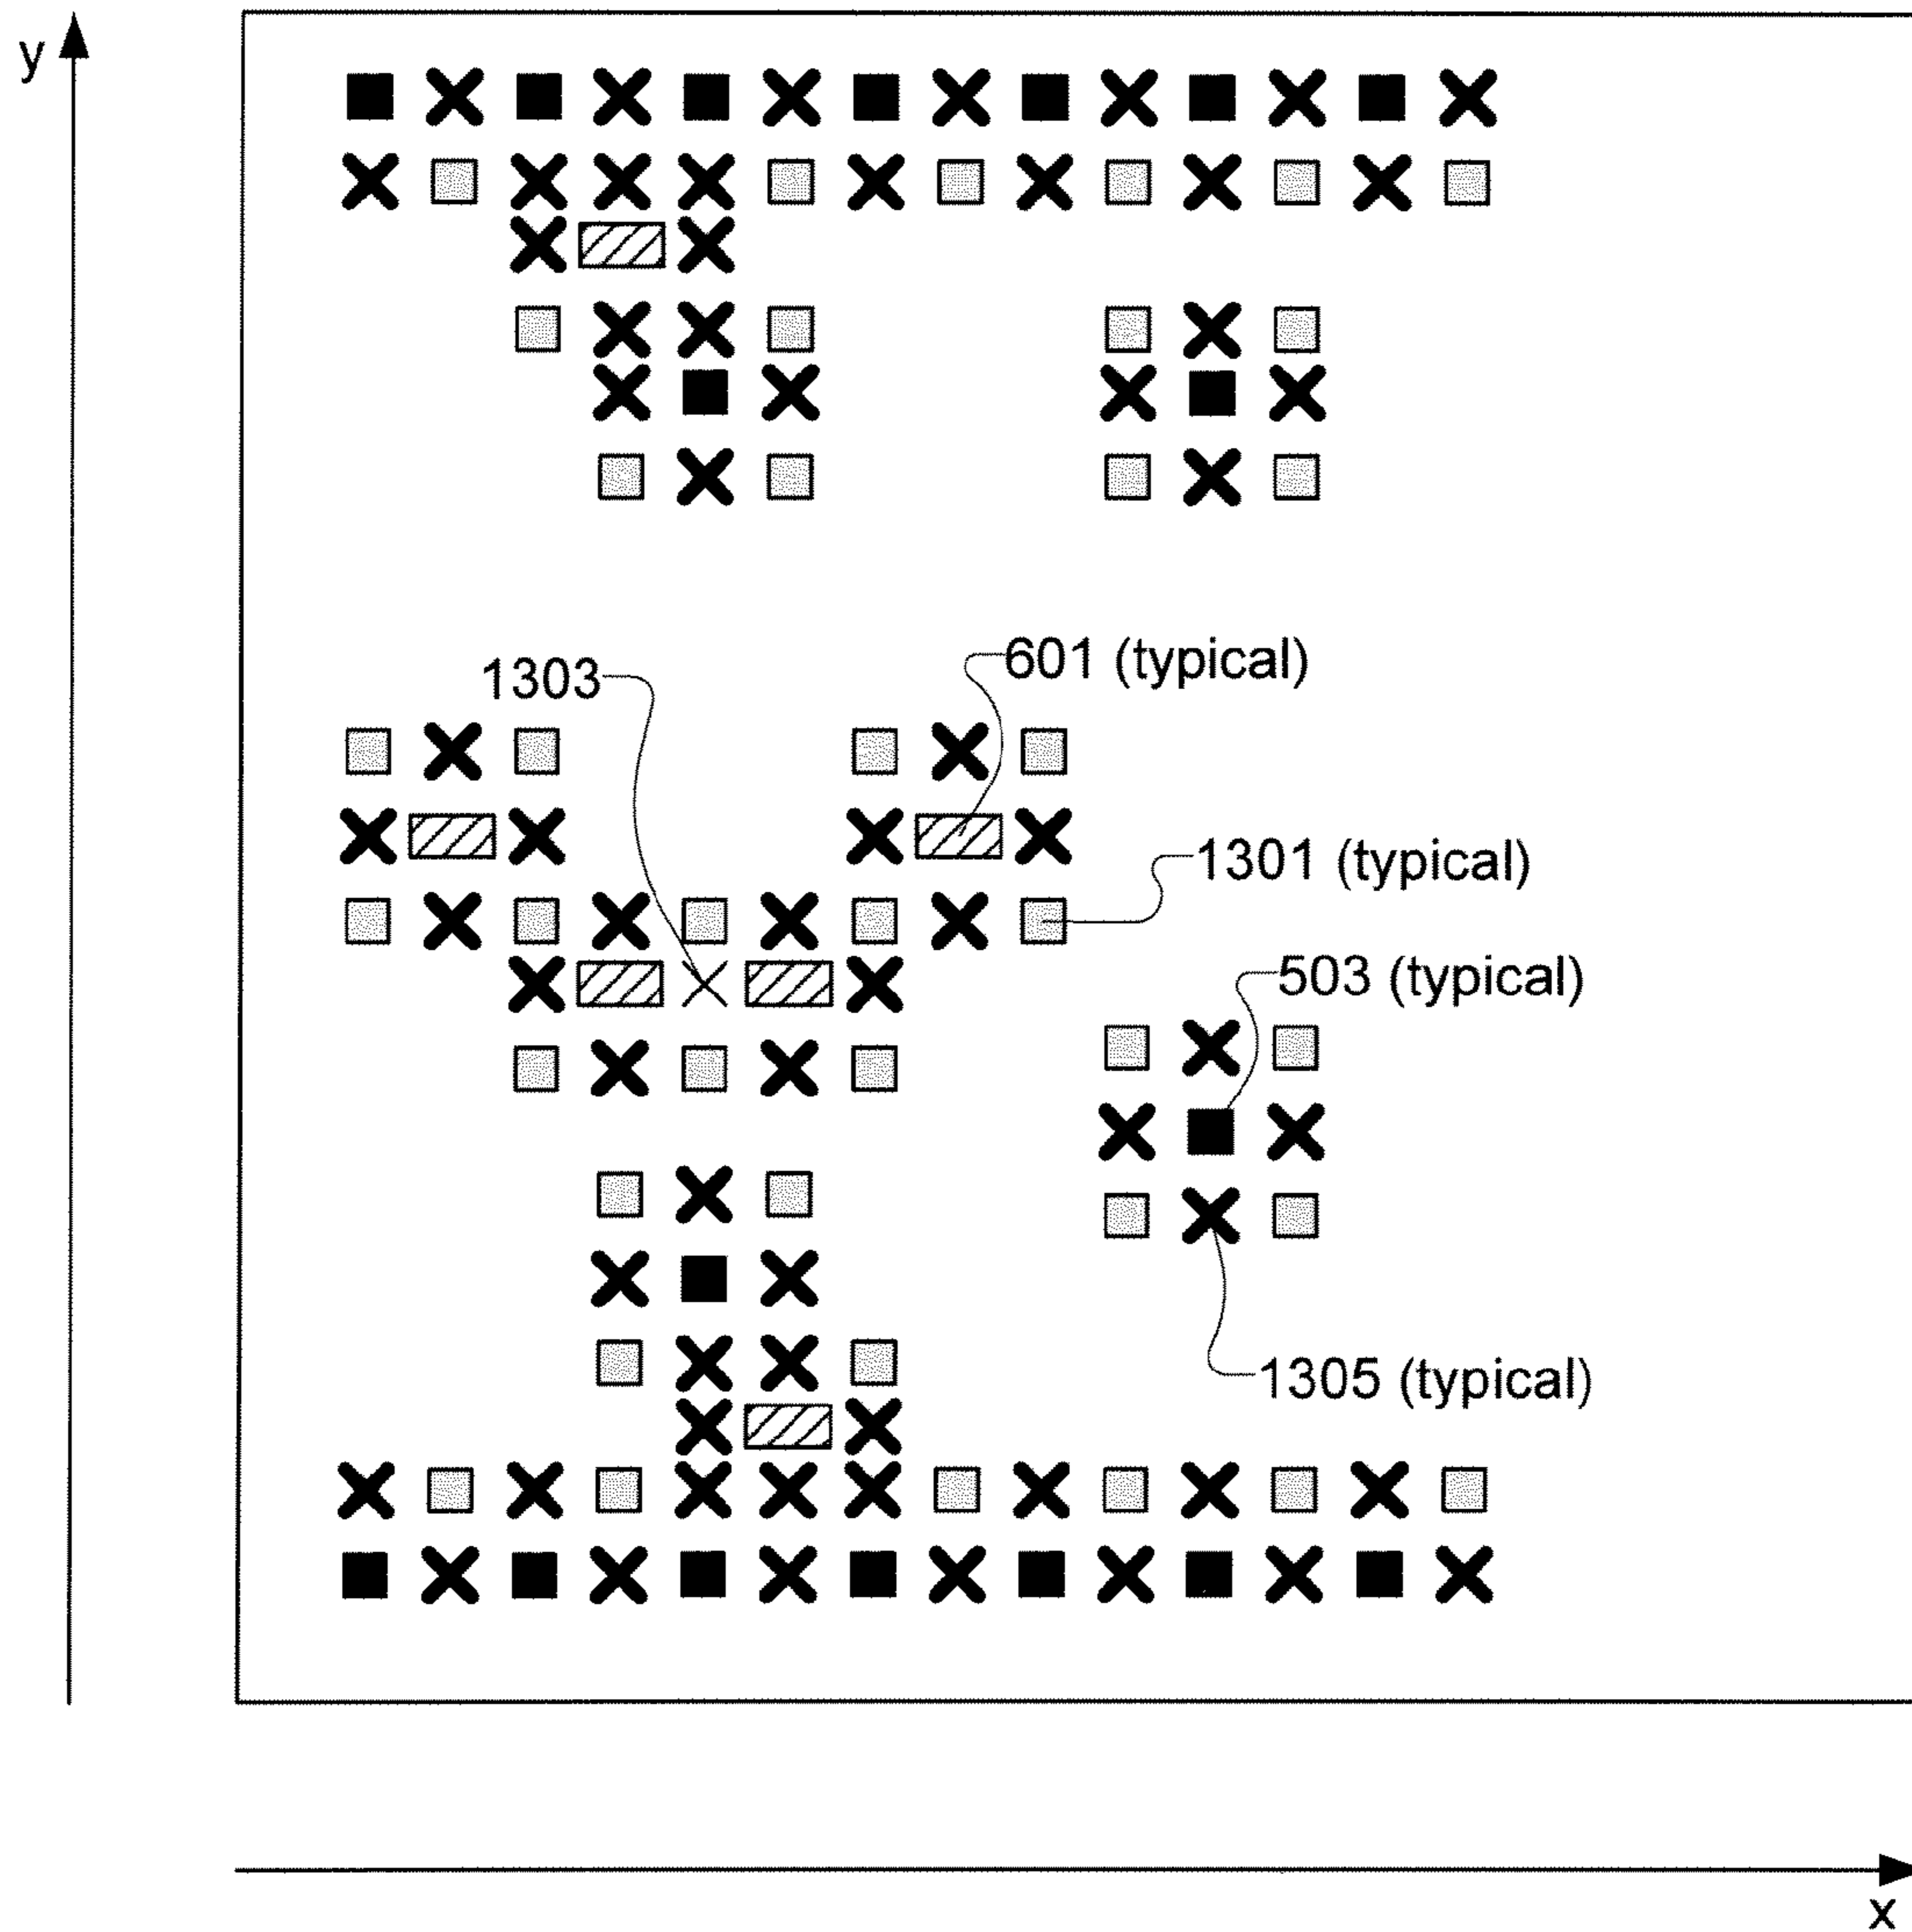 y
601 (typical)
1303
1301 (typical)
503 (typical)
1305 (typical)
x